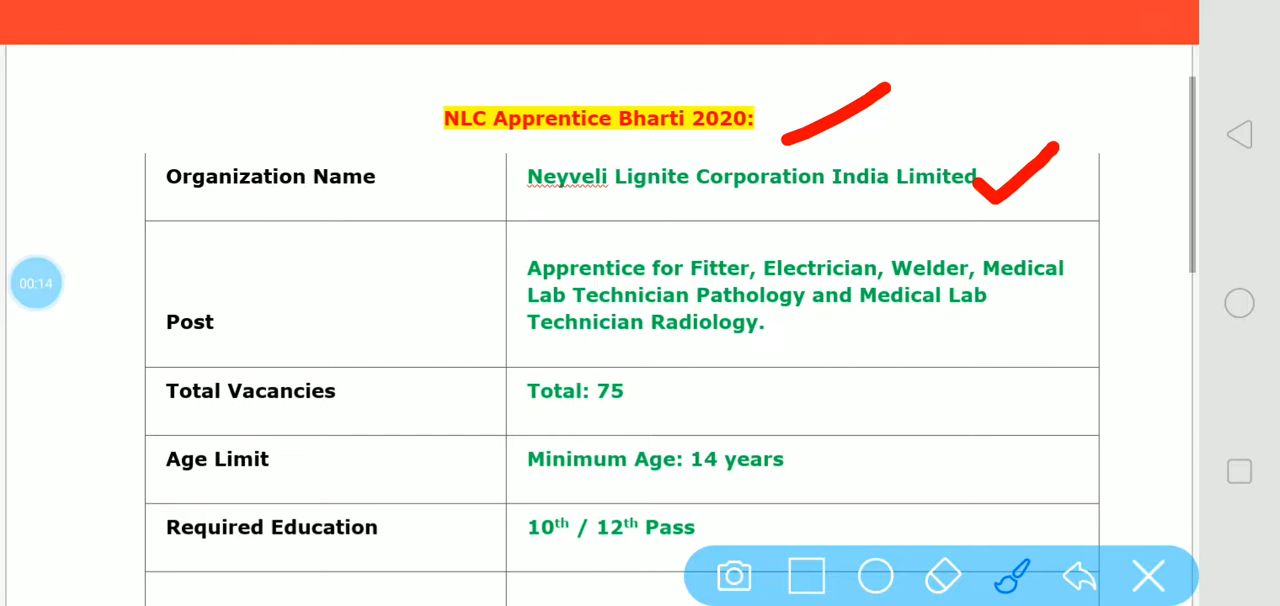 NLC Apprentice Bharti 2020:
Organization Name
Neyveli Lignite Corporation India Limited
Post
Apprentice for Fitter, Electrician, Welder, Medical
Lab Technician Pathology and Medical Lab
Technician Radiology.
Total Vacancies
Total: 75
Age Limit
Minimum Age: 14 years
Required Education
10th / 12th Pass
00:14